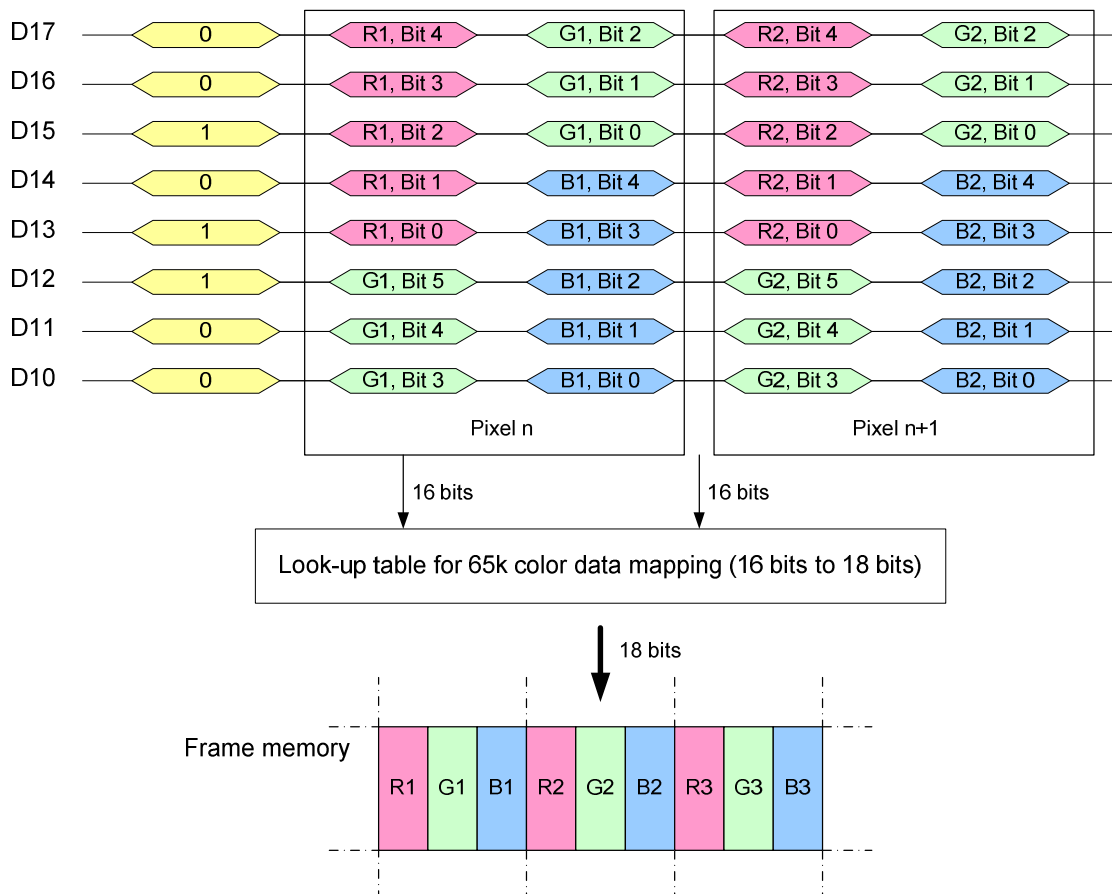 D17 0 R1, Bit 4 G1, Bit 2 R2, Bit 4 G2, Bit 2
D16 0 R1, Bit 3 G1, Bit 1 R2, Bit 3 G2, Bit 1
D15 1 R1, Bit 2 G1, Bit 0 R2, Bit 2 G2, Bit 0
D14 0 R1, Bit 1 B1, Bit 4 R2, Bit 1 B2, Bit 4
D13 1 R1, Bit 0 B1, Bit 3 R2, Bit 0 B2, Bit 3
D12 1 G1, Bit 5 B1, Bit 2 G2, Bit 5 B2, Bit 2
D11 0 G1, Bit 4 B1, Bit 1 G2, Bit 4 B2, Bit 1
D10 0 G1, Bit 3 B1, Bit 0 G2, Bit 3 B2, Bit 0
Pixel n Pixel n+1
16 bits 16 bits
Look-up table for 65k color data mapping (16 bits to 18 bits)
18 bits
Frame memory
R1 G1 B1 R2 G2 B2 R3 G3 B3